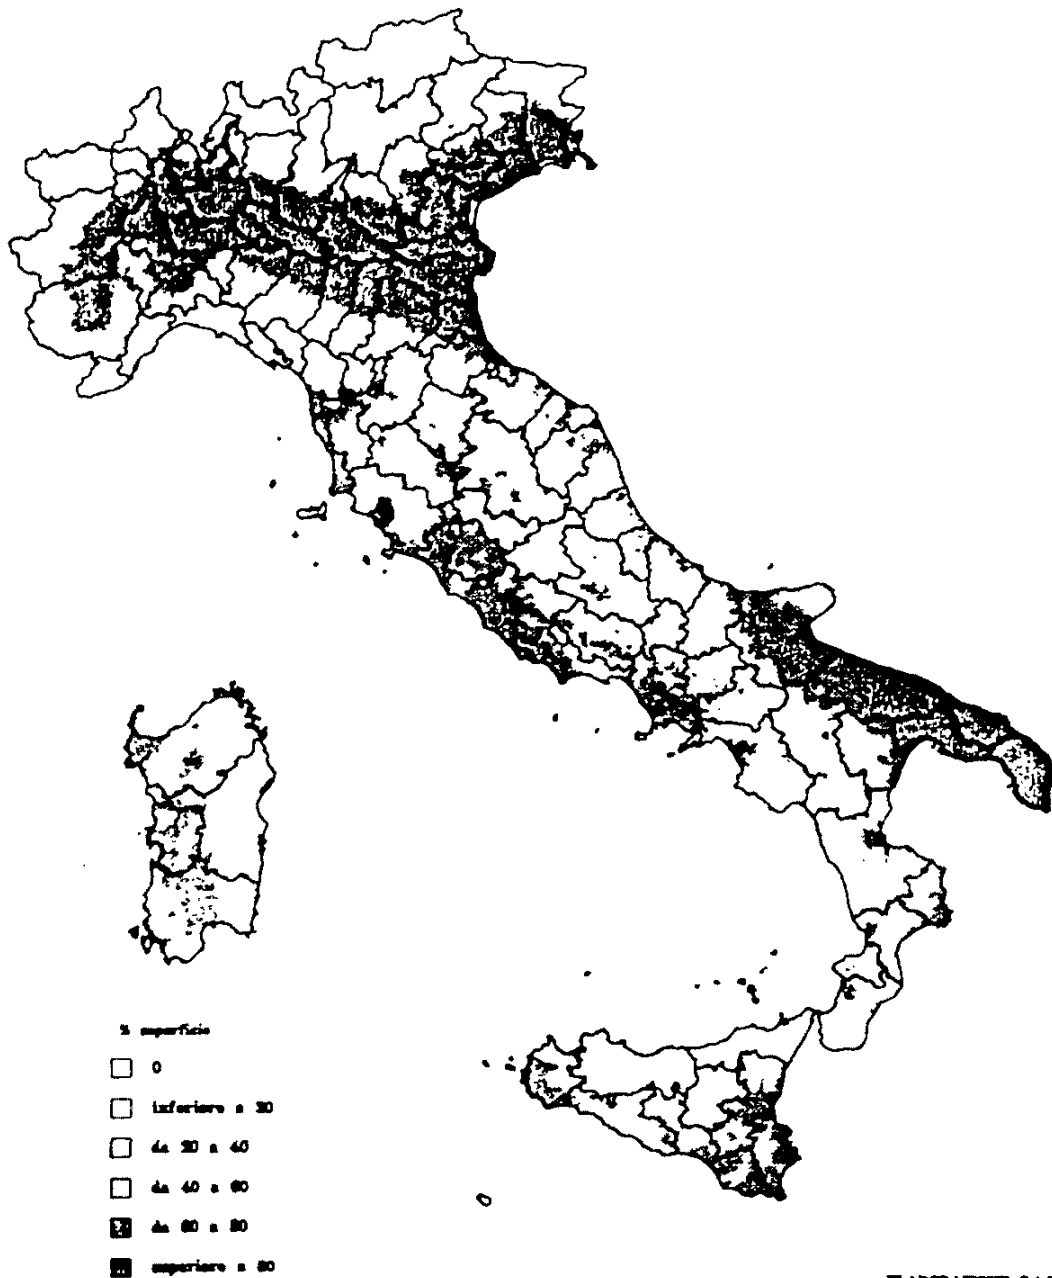 % superficie
0
inferiore a 20
da 20 a 40
da 40 a 60
da 60 a 80
superiore a 80